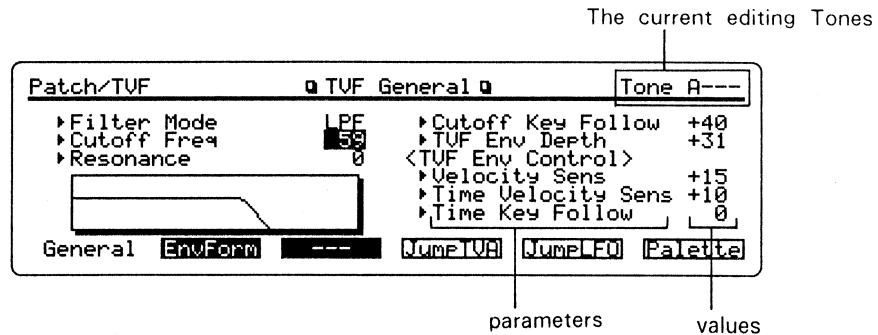 The current editing Tones
Patch/TVF TVF General Tone A---
Filter Mode LPF
Cutoff Freq 59
Resonance 0
Cutoff Key Follow +40
TVF Env Depth +31
<TVF Env Control>
Velocity Sens +15
Time Velocity Sens +10
Time Key Follow 0
General EnvForm --- JumpTVA JumpLFO Palette
parameters values